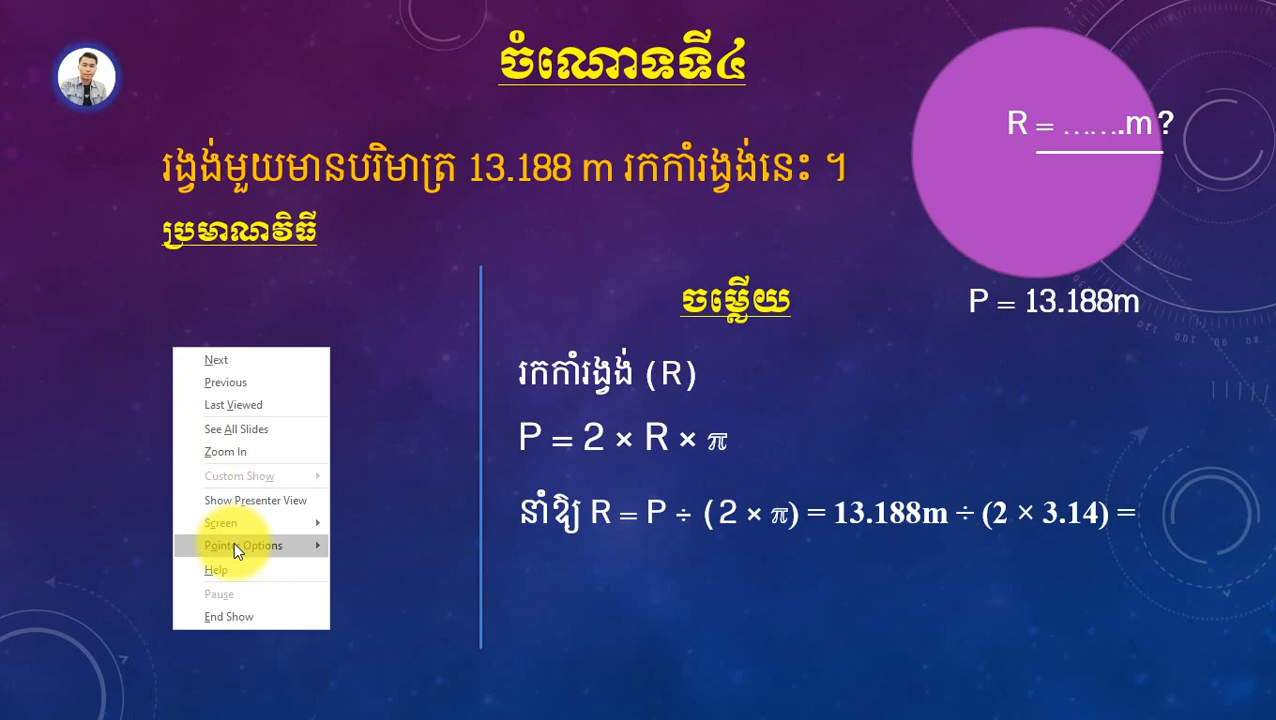 ចំណោទទី៤
R = …….m?
រង្វង់មួយមានបរិមាត្រ 13.188 m រកកាំរង្វង់នេះ ។
ប្រមាណវិធី
ចម្លើយ
P = 13.188m
រកកាំរង្វង់ (R)
P = 2 × R × π
នាំឱ្យ R = P ÷ (2 × π) = 13.188m ÷ (2 × 3.14) =
Next
Previous
Last Viewed
See All Slides
Zoom In
Custom Show
Show Presenter View
Screen
Pointer Options
Help
Pause
End Show